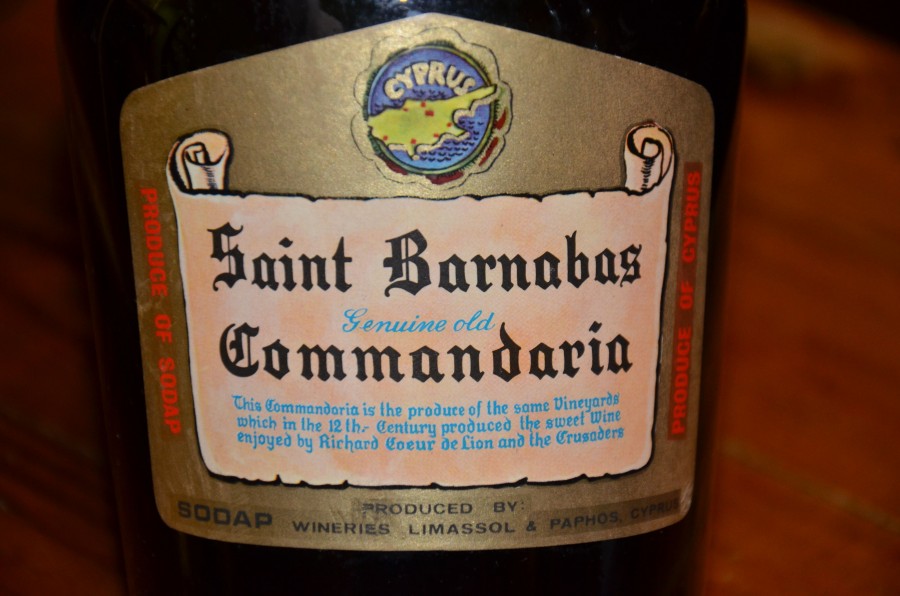 CYPRUS
PRODUCE OF SODAP
PRODUCE OF CYPRUS
Saint Barnabas
Genuine old
Commandaria
This Commandaria is the produce of the same Vineyards
which in the 12th- Century produced the sweet Wine
enjoyed by Richard Coeur de Lion and the Crusaders
SODAP
PRODUCED BY:
WINERIES LIMASSOL & PAPHOS, CYPRUS